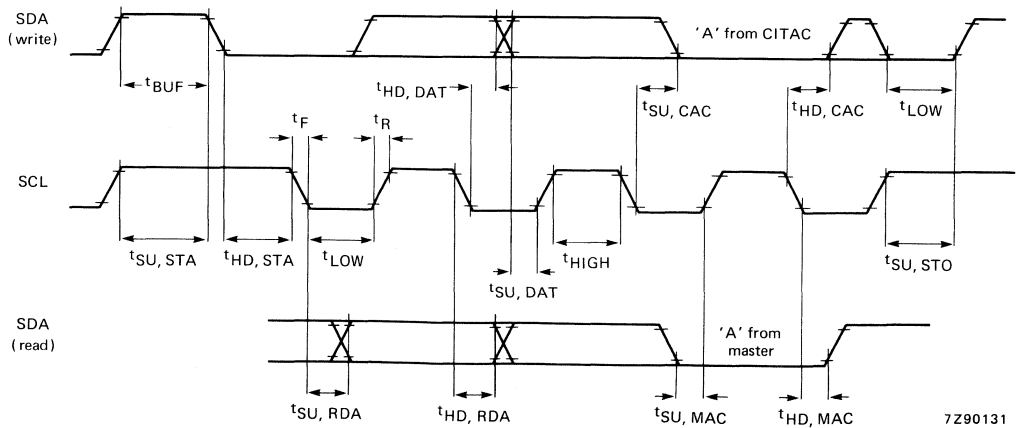 SDA
(write)
'A' from CITAC
tBUF
tHD, DAT
tSU, CAC
tHD, CAC
tLOW
tF
tR
SCL
tSU, STA
tHD, STA
tLOW
tHIGH
tSU, STO
tSU, DAT
SDA
(read)
'A' from
master
tSU, RDA
tHD, RDA
tSU, MAC
tHD, MAC
7Z90131